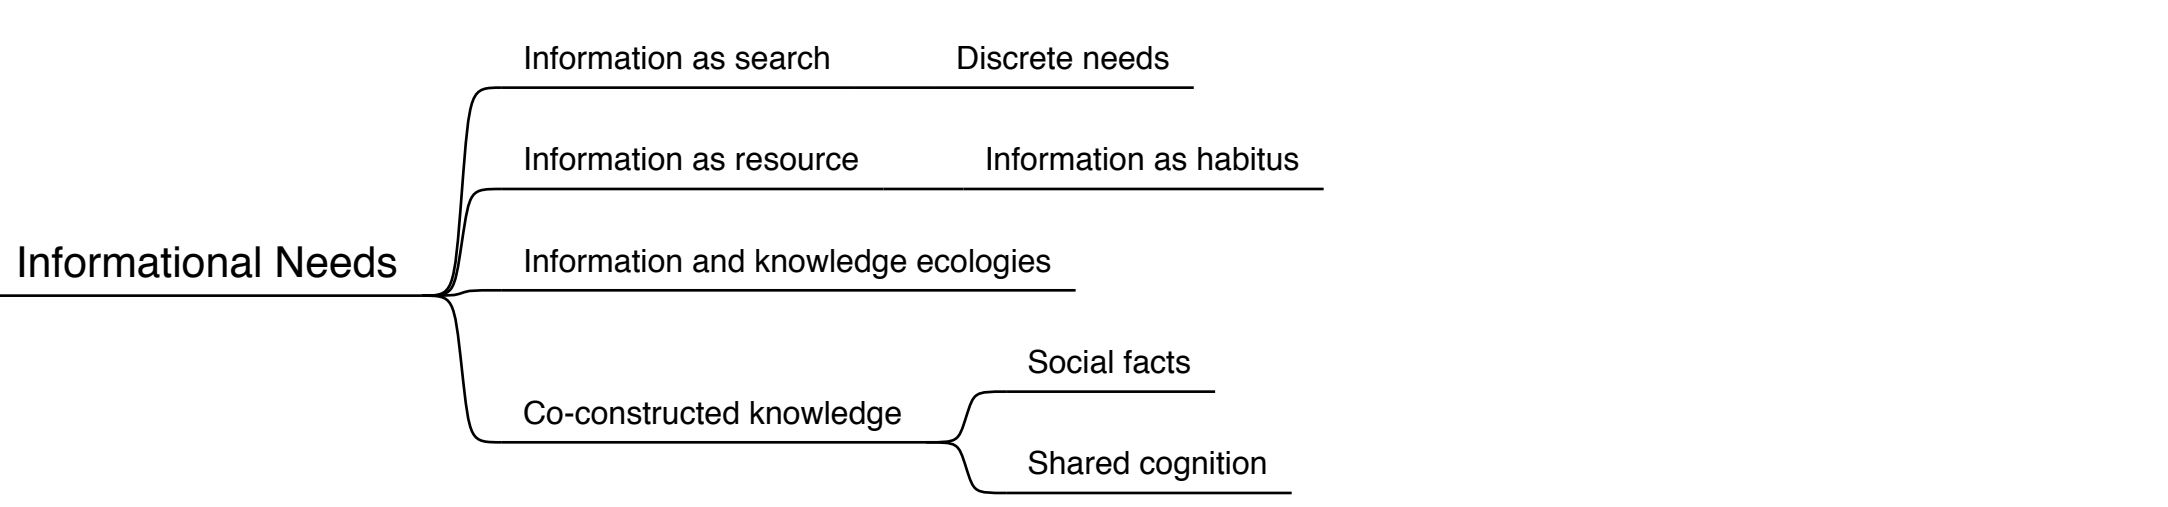 Informational Needs
Information as search
Discrete needs
Information as resource
Information as habitus
Information and knowledge ecologies
Co-constructed knowledge
Social facts
Shared cognition